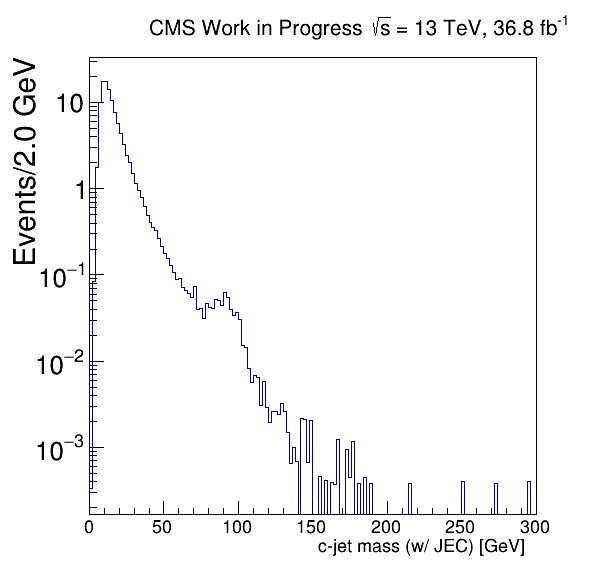 CMS Work in Progress √s = 13 TeV, 36.8 fb⁻¹
Events/2.0 GeV
10
1
10⁻¹
10⁻²
10⁻³
0 50 100 150 200 250 300
c-jet mass (w/ JEC) [GeV]